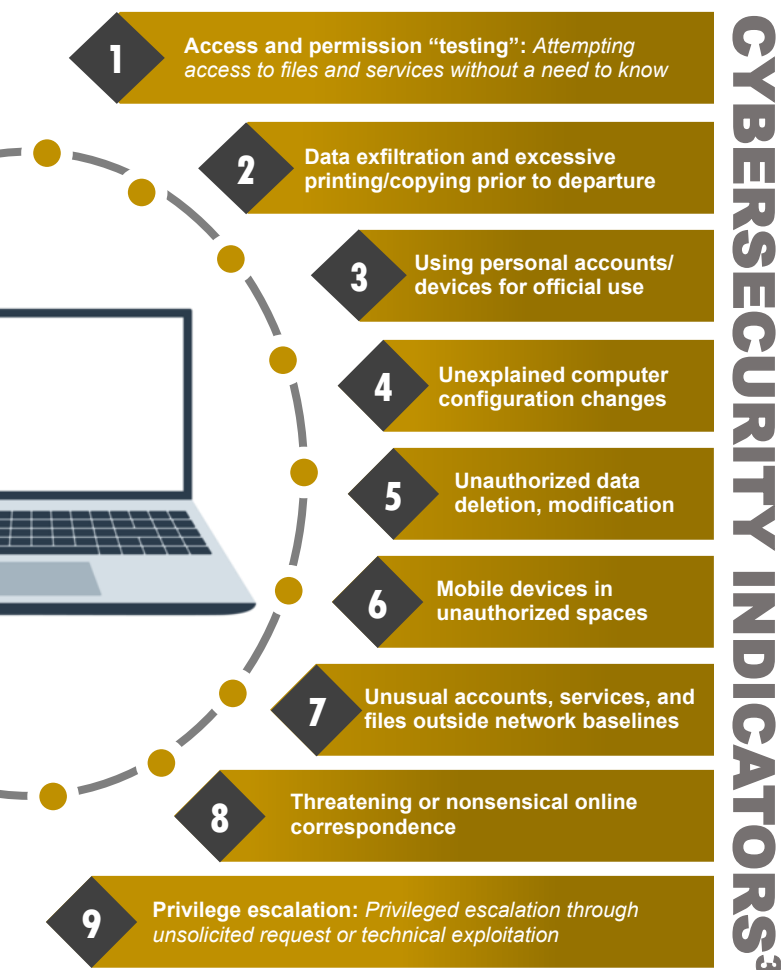 CYBERSECURITY INDICATORS3
1
Access and permission “testing”: Attempting
access to files and services without a need to know
2
Data exfiltration and excessive
printing/copying prior to departure
3
Using personal accounts/
devices for official use
4
Unexplained computer
configuration changes
5
Unauthorized data
deletion, modification
6
Mobile devices in
unauthorized spaces
7
Unusual accounts, services, and
files outside network baselines
8
Threatening or nonsensical online
correspondence
9
Privilege escalation: Privileged escalation through
unsolicited request or technical exploitation